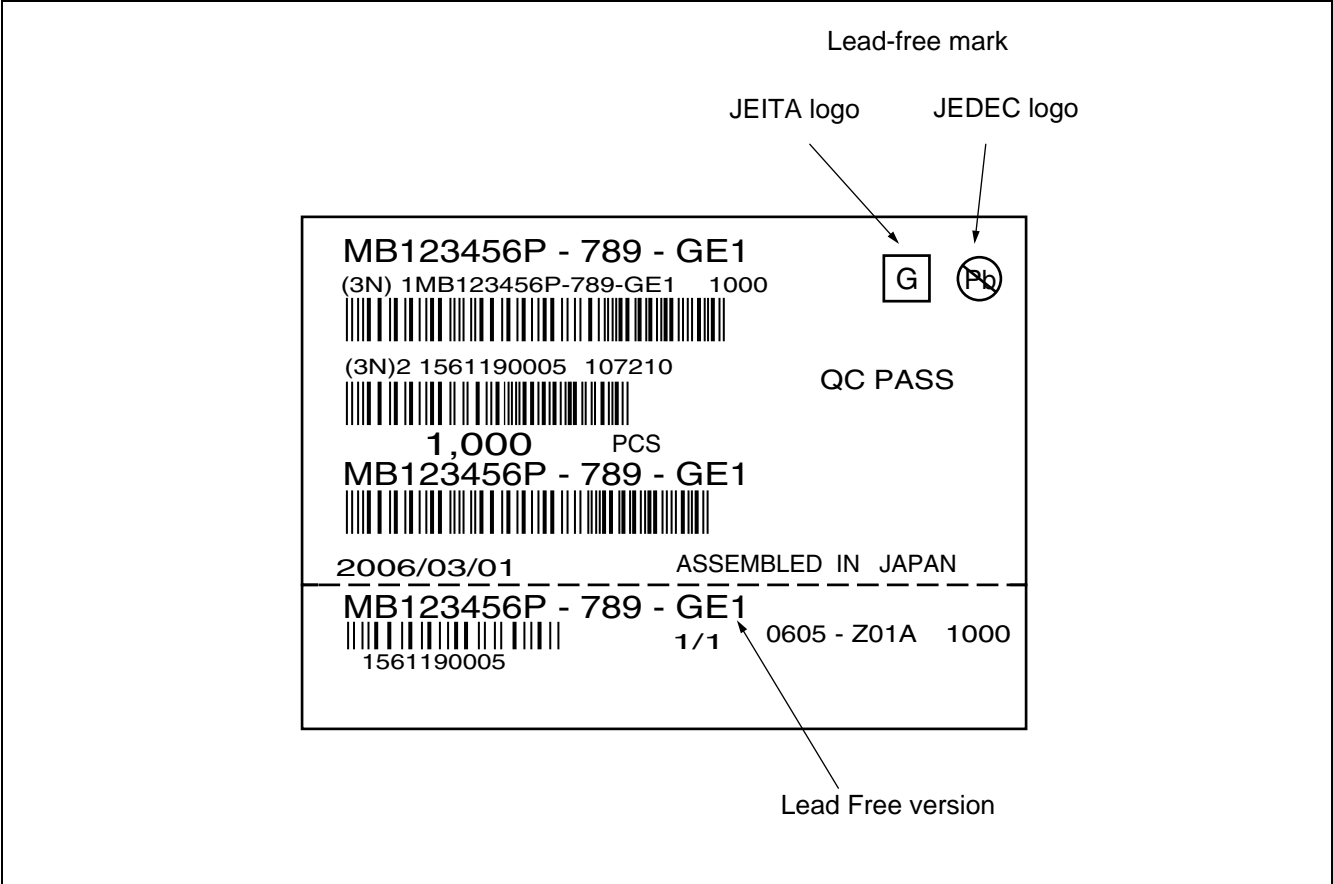 Lead-free mark
JEITA logo JEDEC logo
MB123456P - 789 - GE1
(3N) 1MB123456P-789-GE1 1000
G Pb
(3N)2 1561190005 107210
QC PASS
1,000 PCS
MB123456P - 789 - GE1
2006/03/01 ASSEMBLED IN JAPAN
MB123456P - 789 - GE1
1/1 0605 - Z01A 1000
1561190005
Lead Free version